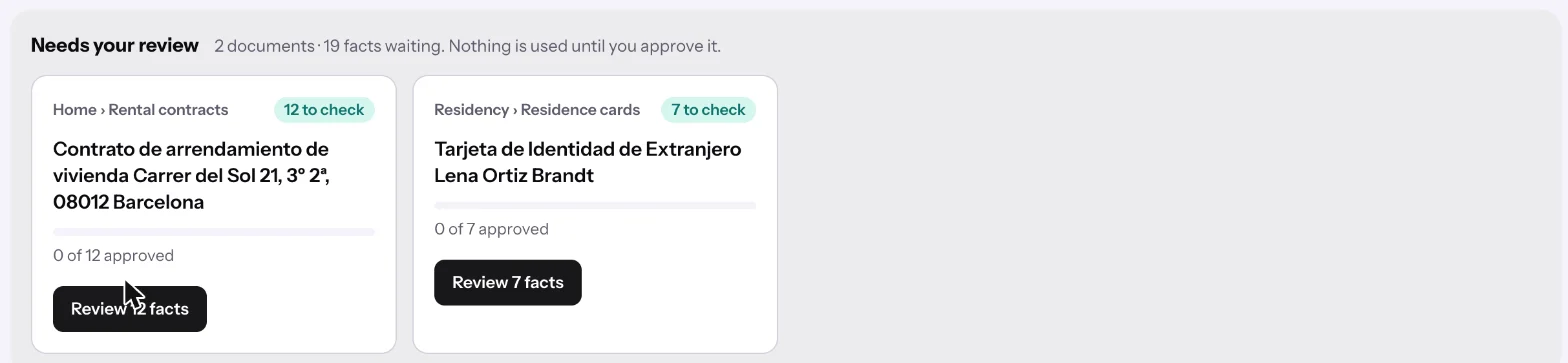 Needs your review 2 documents · 19 facts waiting. Nothing is used until you approve it.
Home › Rental contracts 12 to check
Contrato de arrendamiento de
vivienda Carrer del Sol 21, 3º 2ª,
08012 Barcelona
0 of 12 approved
Review 12 facts
Residency › Residence cards 7 to check
Tarjeta de Identidad de Extranjero
Lena Ortiz Brandt
0 of 7 approved
Review 7 facts